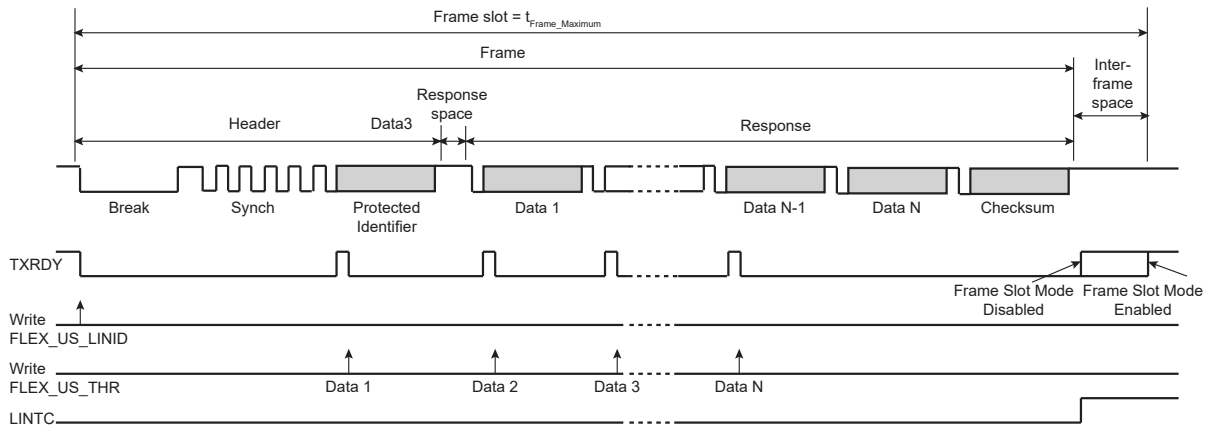 Frame slot = tFrame_Maximum
Frame
Inter-
frame
space
Response
space
Header
Data3
Response
Break
Synch
Protected
Identifier
Data 1
Data N-1
Data N
Checksum
TXRDY
Frame Slot Mode
Disabled
Frame Slot Mode
Enabled
Write
FLEX_US_LINID
Write
FLEX_US_THR
Data 1
Data 2
Data 3
Data N
LINTC